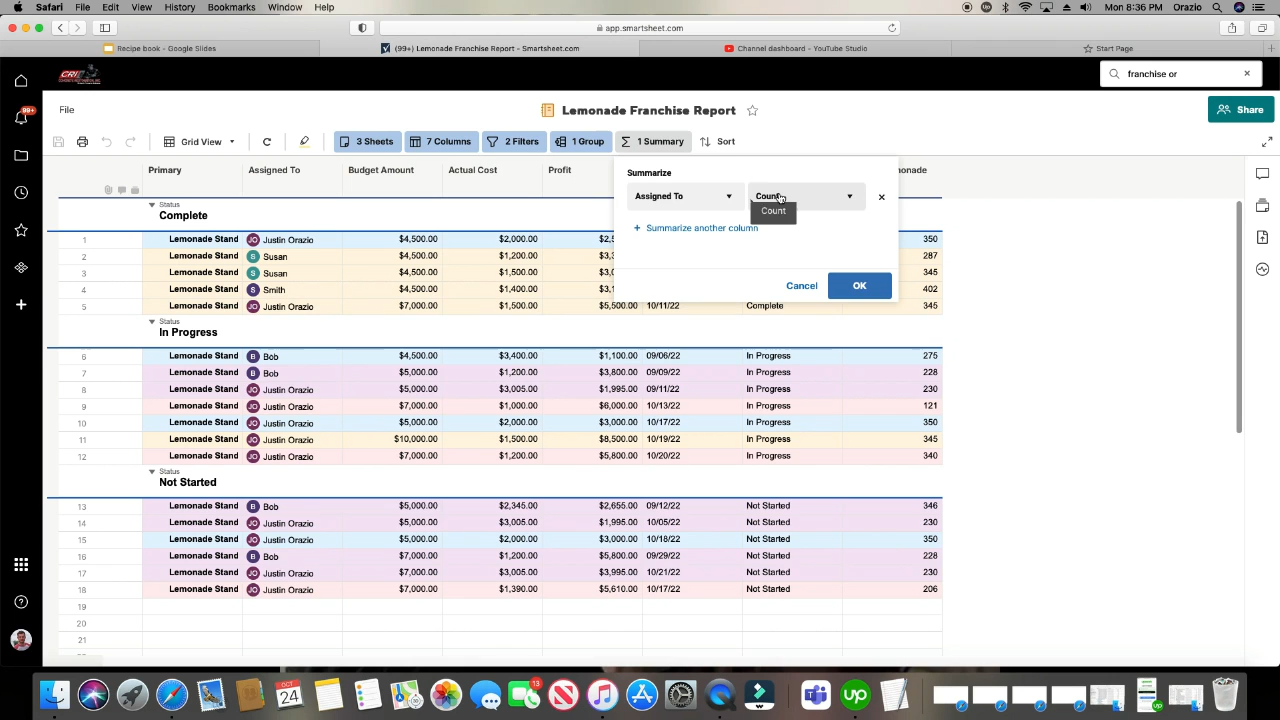 Safari File Edit View History Bookmarks Window Help
Mon 8:36 PM Orazio
app.smartsheet.com
Recipe book - Google Slides
(99+) Lemonade Franchise Report - Smartsheet.com
Channel dashboard - YouTube Studio
Start Page
CRI
franchise or
99+
File
Lemonade Franchise Report
Share
Grid View
3 Sheets
7 Columns
2 Filters
1 Group
1 Summary
Sort
Primary Assigned To Budget Amount Actual Cost Profit
Summarize
Assigned To
Count
Count
Summarize another column
Cancel
OK
Status
Complete
1 Lemonade Stand JO Justin Orazio $4,500.00 $2,000.00 350
2 Lemonade Stand S Susan $4,500.00 $1,200.00 287
3 Lemonade Stand S Susan $4,500.00 $1,500.00 345
4 Lemonade Stand S Smith $4,500.00 $1,400.00 402
5 Lemonade Stand JO Justin Orazio $7,000.00 $1,500.00 $5,500.00 10/11/22 Complete 345
Status
In Progress
6 Lemonade Stand B Bob $4,500.00 $3,400.00 $1,100.00 09/06/22 In Progress 275
7 Lemonade Stand B Bob $5,000.00 $1,200.00 $3,800.00 09/09/22 In Progress 228
8 Lemonade Stand JO Justin Orazio $5,000.00 $3,005.00 $1,995.00 09/11/22 In Progress 230
9 Lemonade Stand JO Justin Orazio $7,000.00 $1,000.00 $6,000.00 10/13/22 In Progress 121
10 Lemonade Stand JO Justin Orazio $5,000.00 $2,000.00 $3,000.00 10/17/22 In Progress 350
11 Lemonade Stand JO Justin Orazio $10,000.00 $1,500.00 $8,500.00 10/19/22 In Progress 345
12 Lemonade Stand JO Justin Orazio $7,000.00 $1,200.00 $5,800.00 10/20/22 In Progress 340
Status
Not Started
13 Lemonade Stand B Bob $5,000.00 $2,345.00 $2,655.00 09/12/22 Not Started 346
14 Lemonade Stand JO Justin Orazio $5,000.00 $3,005.00 $1,995.00 10/05/22 Not Started 230
15 Lemonade Stand JO Justin Orazio $5,000.00 $2,000.00 $3,000.00 10/18/22 Not Started 350
16 Lemonade Stand B Bob $7,000.00 $1,200.00 $5,800.00 09/29/22 Not Started 228
17 Lemonade Stand JO Justin Orazio $7,000.00 $3,005.00 $3,995.00 10/21/22 Not Started 230
18 Lemonade Stand JO Justin Orazio $7,000.00 $1,390.00 $5,610.00 10/17/22 Not Started 206
19
20
21
OCT
24
13
up